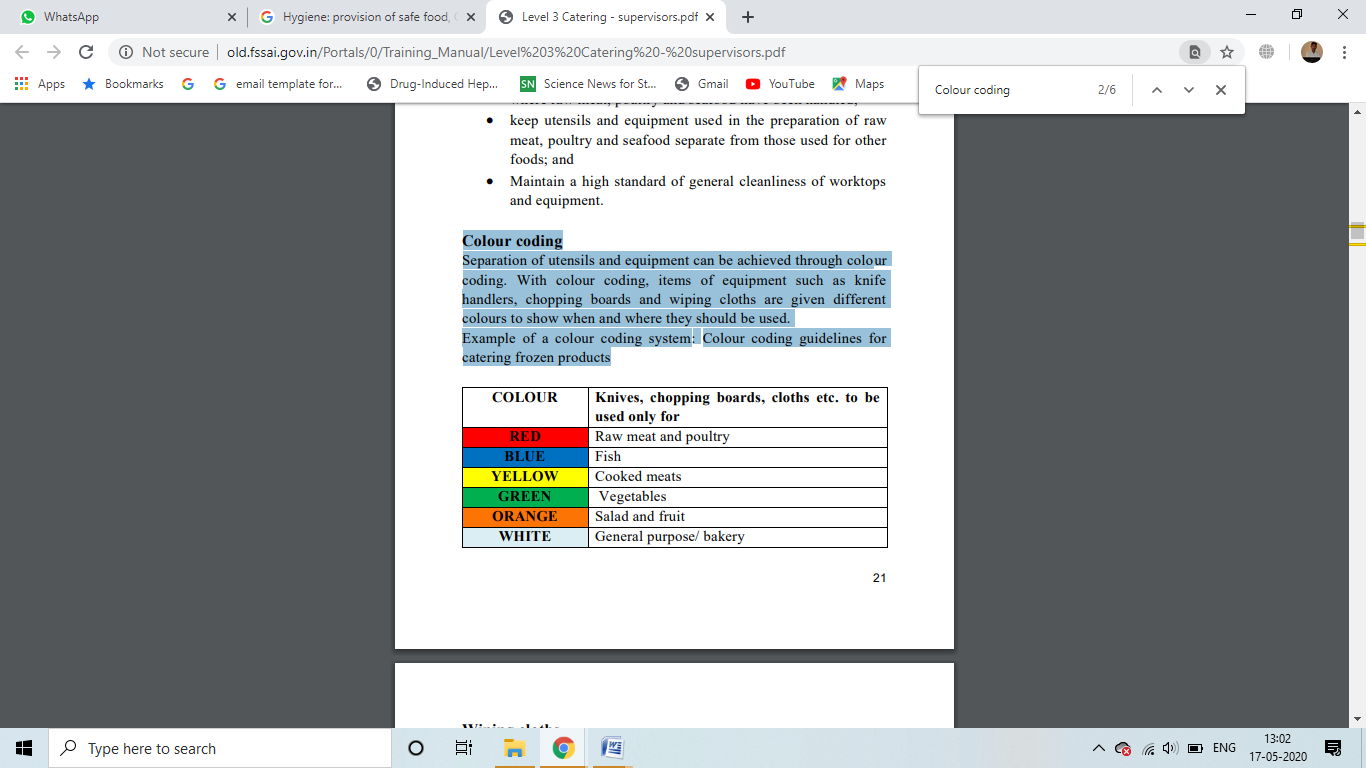 WhatsApp
Hygiene: provision of safe food,
Level 3 Catering - supervisors.pdf
Not secure
old.fssai.gov.in/Portals/0/Training_Manual/Level%203%20Catering%20-%20supervisors.pdf
Apps
Bookmarks
email template for...
Drug-Induced Hep...
SN
Science News for St...
Gmail
YouTube
Maps
Colour coding
2/6
• keep utensils and equipment used in the preparation of raw
meat, poultry and seafood separate from those used for other
foods; and
• Maintain a high standard of general cleanliness of worktops
and equipment.
Colour coding
Separation of utensils and equipment can be achieved through colour
coding. With colour coding, items of equipment such as knife
handlers, chopping boards and wiping cloths are given different
colours to show when and where they should be used.
Example of a colour coding system: Colour coding guidelines for
catering frozen products
COLOUR
Knives, chopping boards, cloths etc. to be
used only for
RED
Raw meat and poultry
BLUE
Fish
YELLOW
Cooked meats
GREEN
Vegetables
ORANGE
Salad and fruit
WHITE
General purpose/ bakery
21
Type here to search
ENG
13:02
17-05-2020